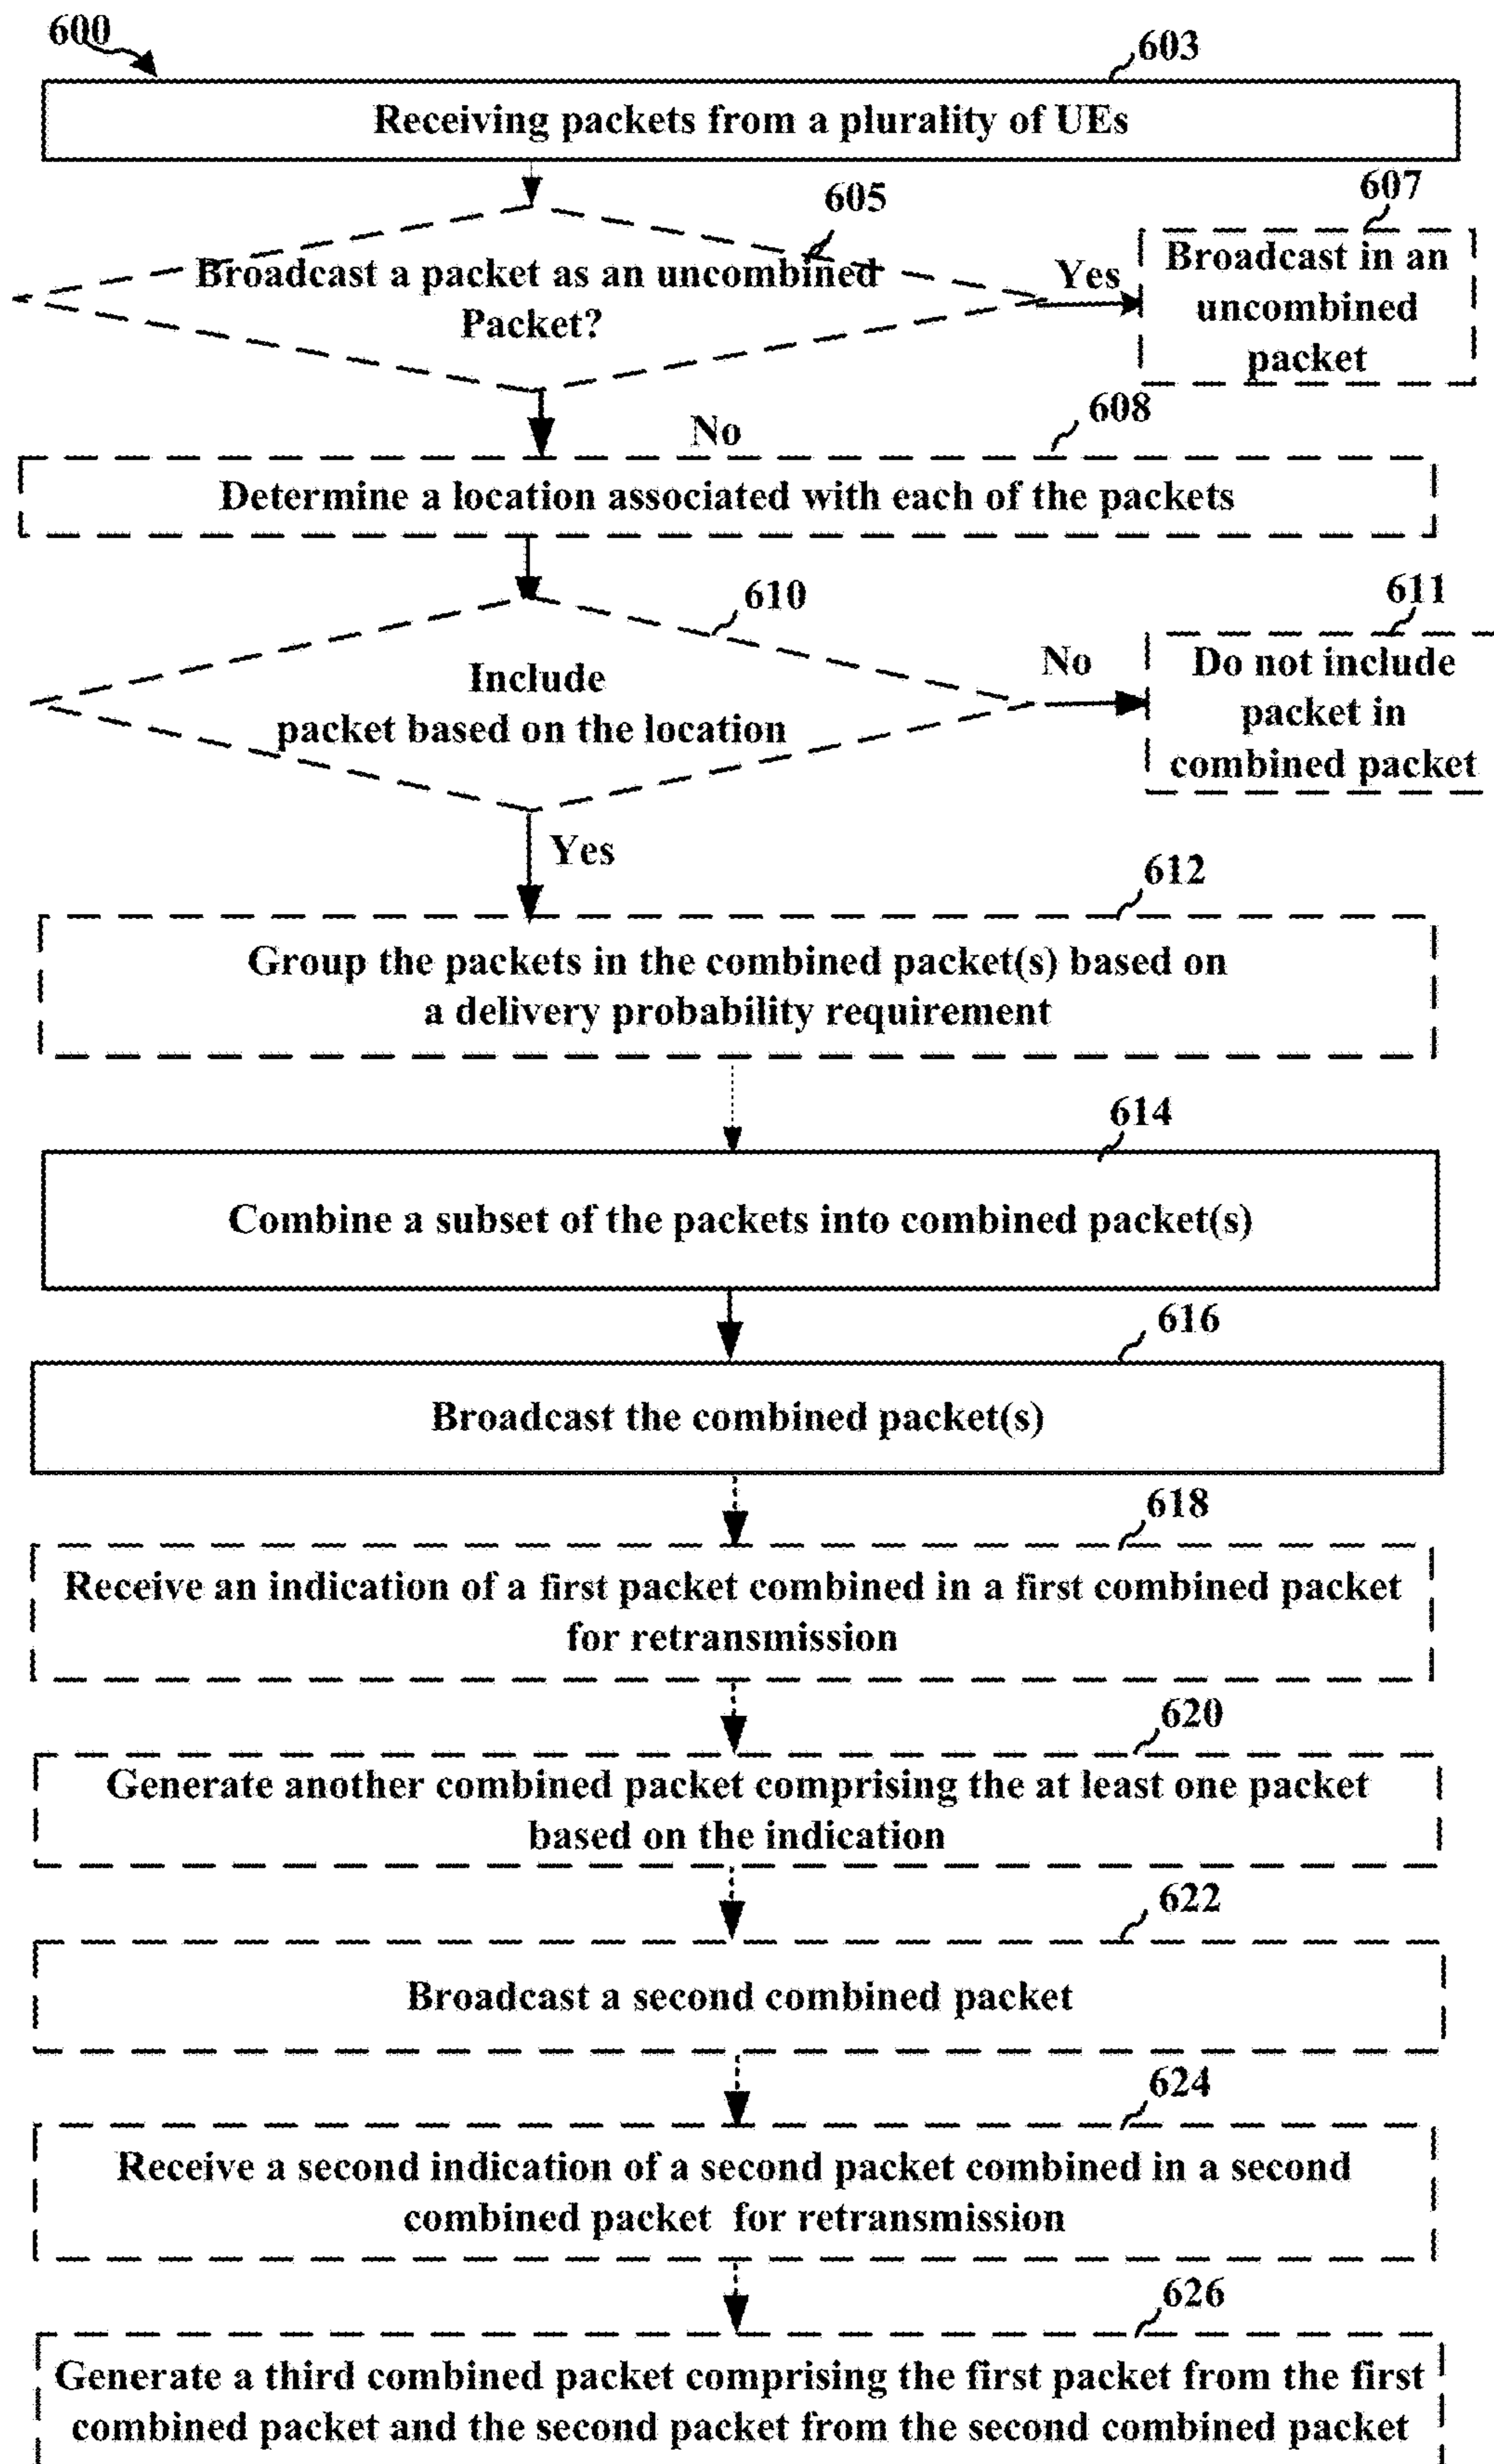 600
603
Receiving packets from a plurality of UEs
605
607
Broadcast a packet as an uncombined
Packet?
Yes
Broadcast in an
uncombined
packet
No
608
Determine a location associated with each of the packets
610
611
Include
packet based on the location
No
Do not include
packet in
combined packet
Yes
612
Group the packets in the combined packet(s) based on
a delivery probability requirement
614
Combine a subset of the packets into combined packet(s)
616
Broadcast the combined packet(s)
618
Receive an indication of a first packet combined in a first combined packet
for retransmission
620
Generate another combined packet comprising the at least one packet
based on the indication
622
Broadcast a second combined packet
624
Receive a second indication of a second packet combined in a second
combined packet for retransmission
626
Generate a third combined packet comprising the first packet from the first
combined packet and the second packet from the second combined packet